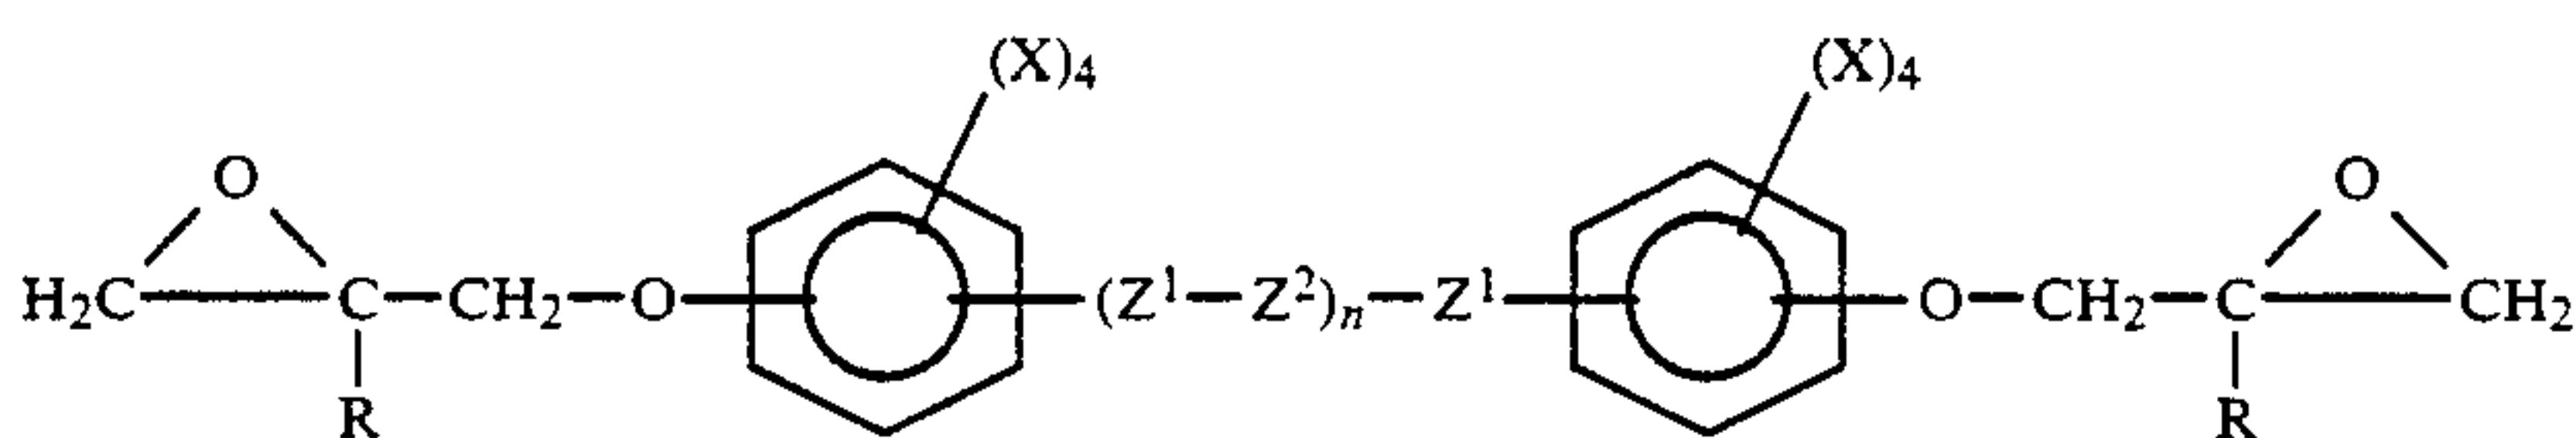 (X)₄ (X)₄
O O
H₂C—C—CH₂—O—(Z¹—Z²)ₙ—Z¹—O—CH₂—C—CH₂
R R